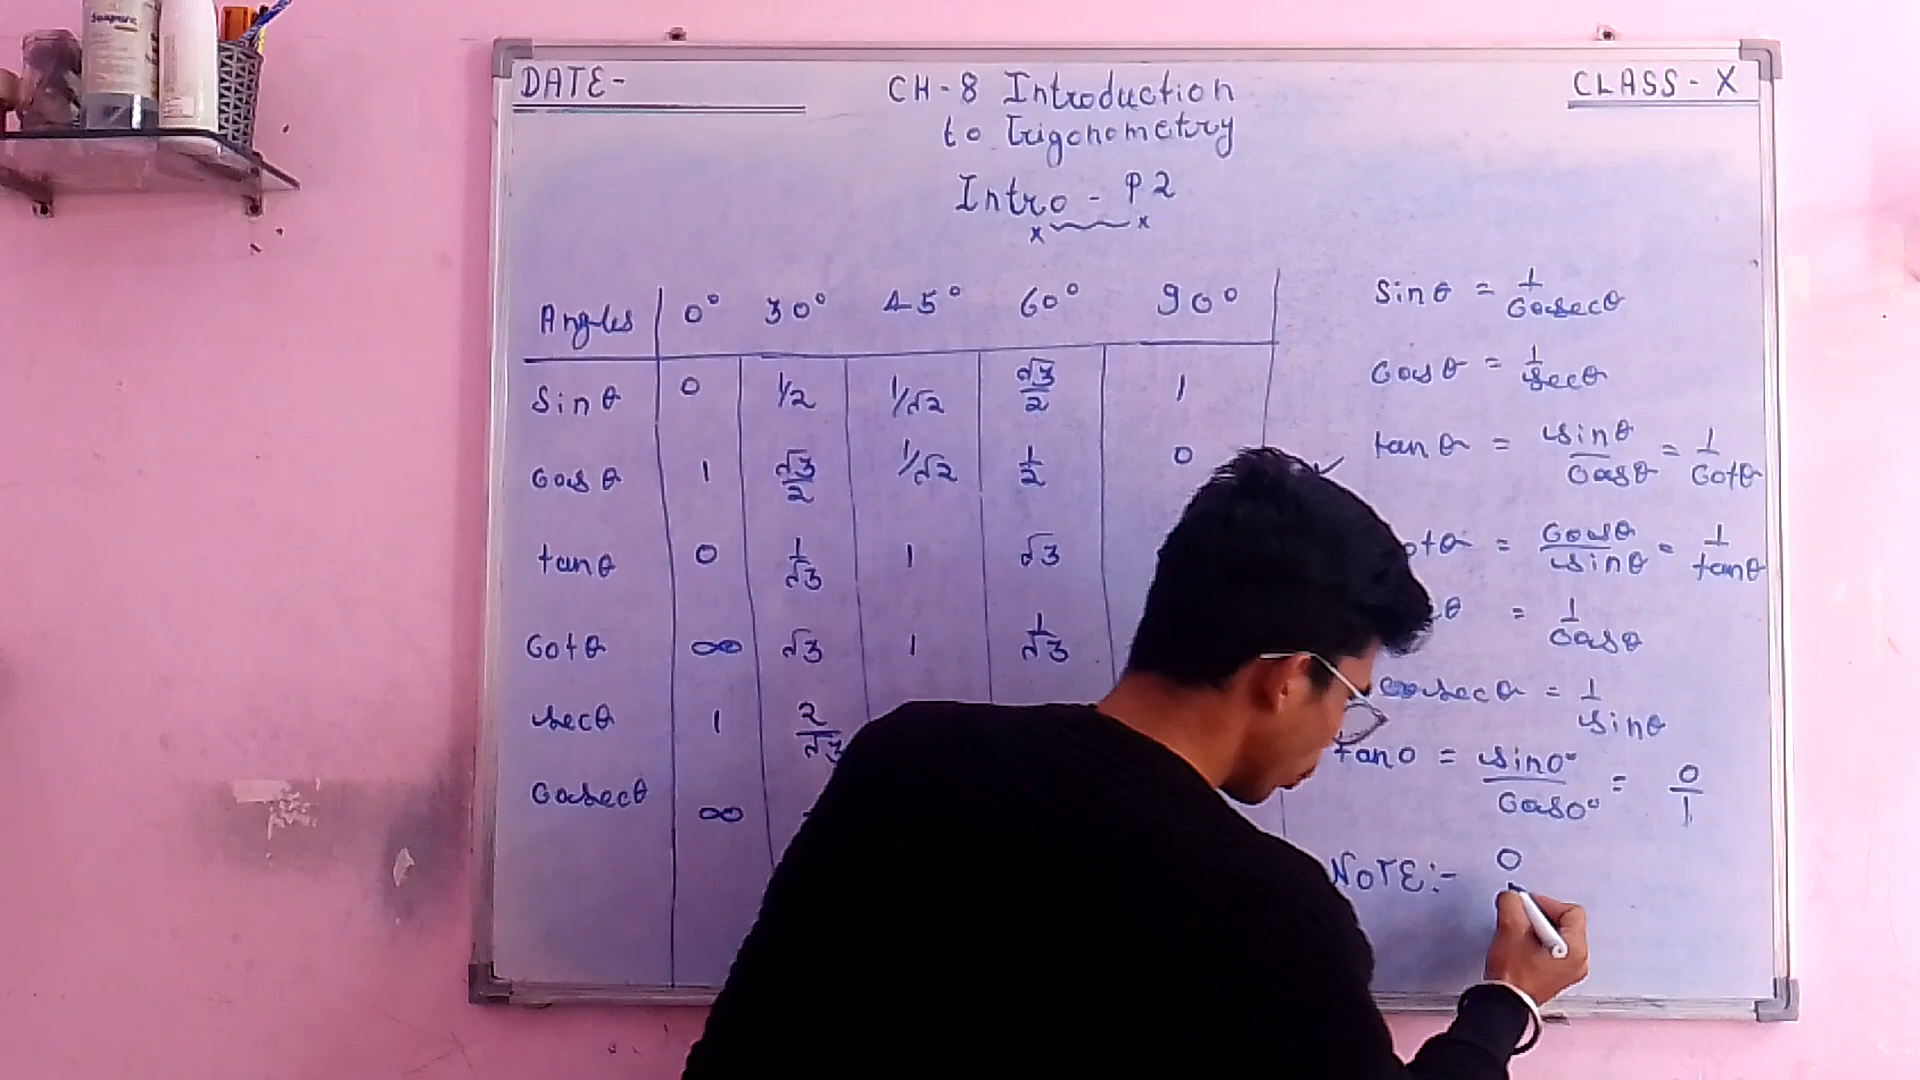 DATE-
CH-8 Introduction
to Trigonometry
CLASS-X
Intro - P2
Angles 0° 30° 45° 60° 90°
Sinθ 0 1/2 1/√2 √3/2 1
Cosθ 1 √3/2 1/√2 1/2 0
tanθ 0 1/√3 1 √3
Cotθ ∞ √3 1 1/√3
Secθ 1 2/√3
Cosecθ ∞
Sinθ = 1/Cosecθ
Cosθ = 1/Secθ
tanθ = Sinθ/Cosθ = 1/Cotθ
otθ = Cosθ/Sinθ = 1/tanθ
θ = 1/Cosθ
Cosecθ = 1/Sinθ
tan0 = Sin0°/Cos0° = 0/1
NOTE:- 0